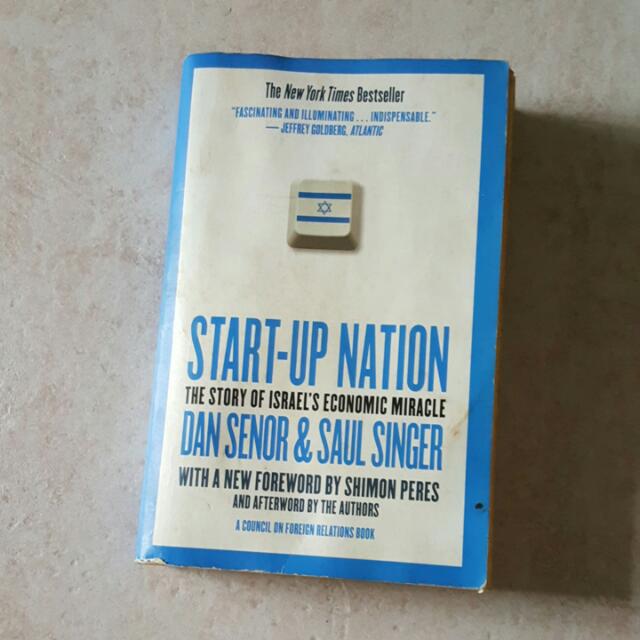 The New York Times Bestseller
"FASCINATING AND ILLUMINATING . . . INDISPENSABLE."
— JEFFREY GOLDBERG, ATLANTIC
START-UP NATION
THE STORY OF ISRAEL'S ECONOMIC MIRACLE
DAN SENOR & SAUL SINGER
WITH A NEW FOREWORD BY SHIMON PERES
AND AFTERWORD BY THE AUTHORS
A COUNCIL ON FOREIGN RELATIONS BOOK